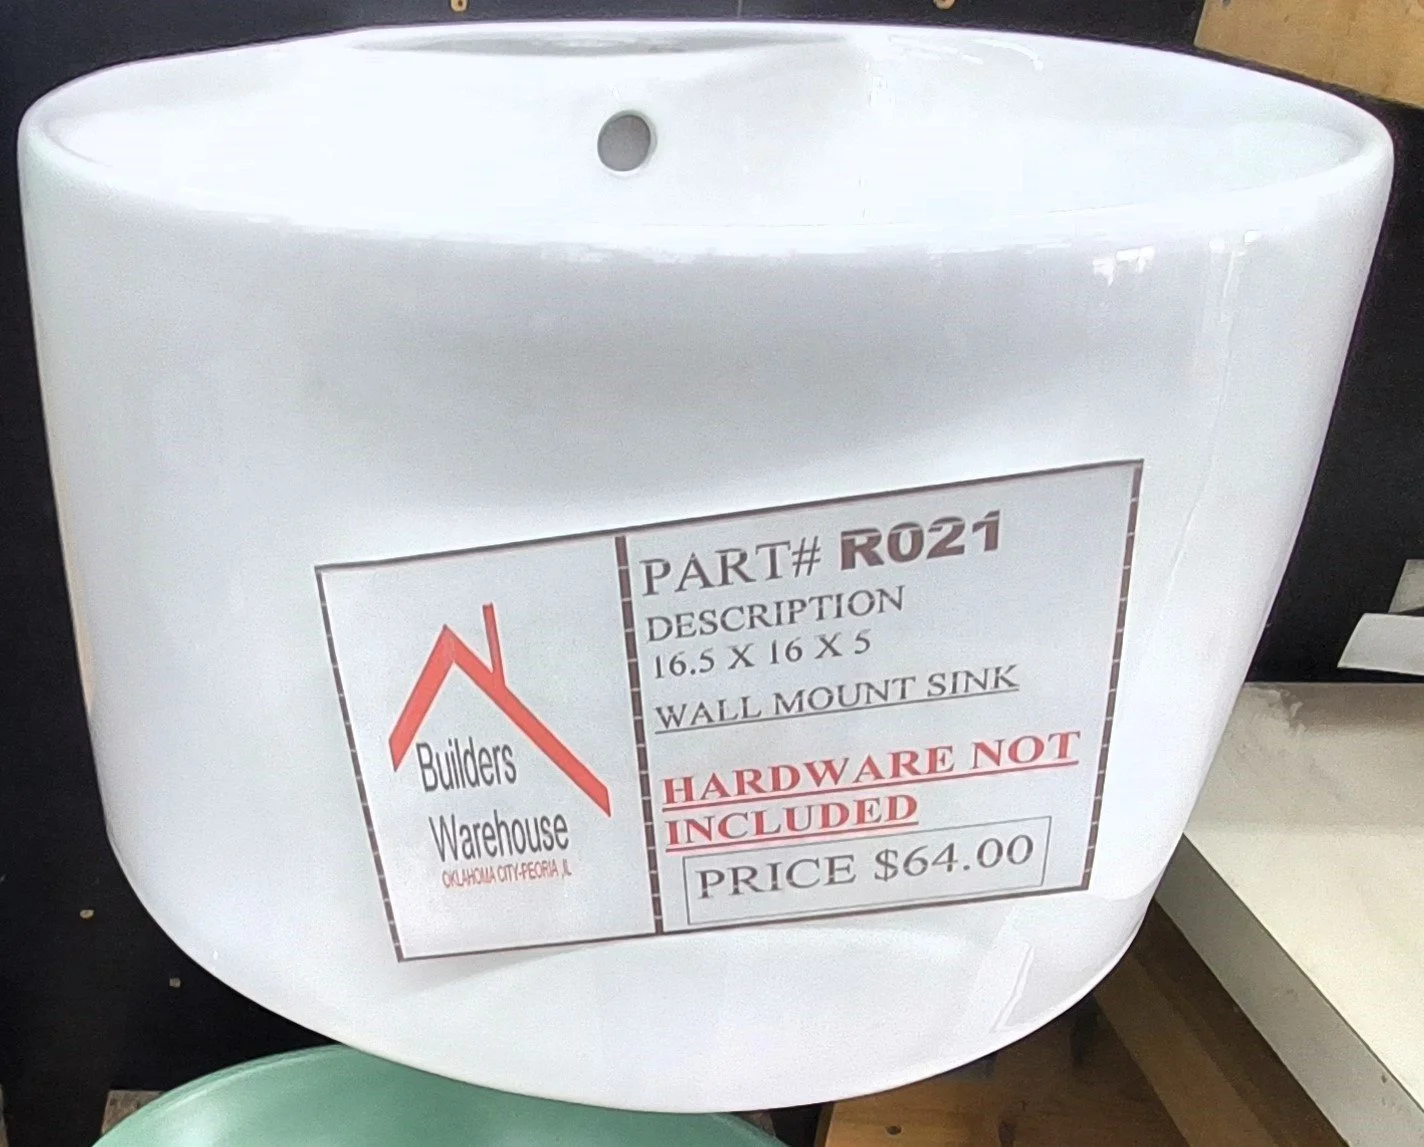 PART# R021
DESCRIPTION
16.5 X 16 X 5
WALL MOUNT SINK
HARDWARE NOT
INCLUDED
PRICE $64.00
Builders
Warehouse
OKLAHOMA CITY-PEORIA ,IL